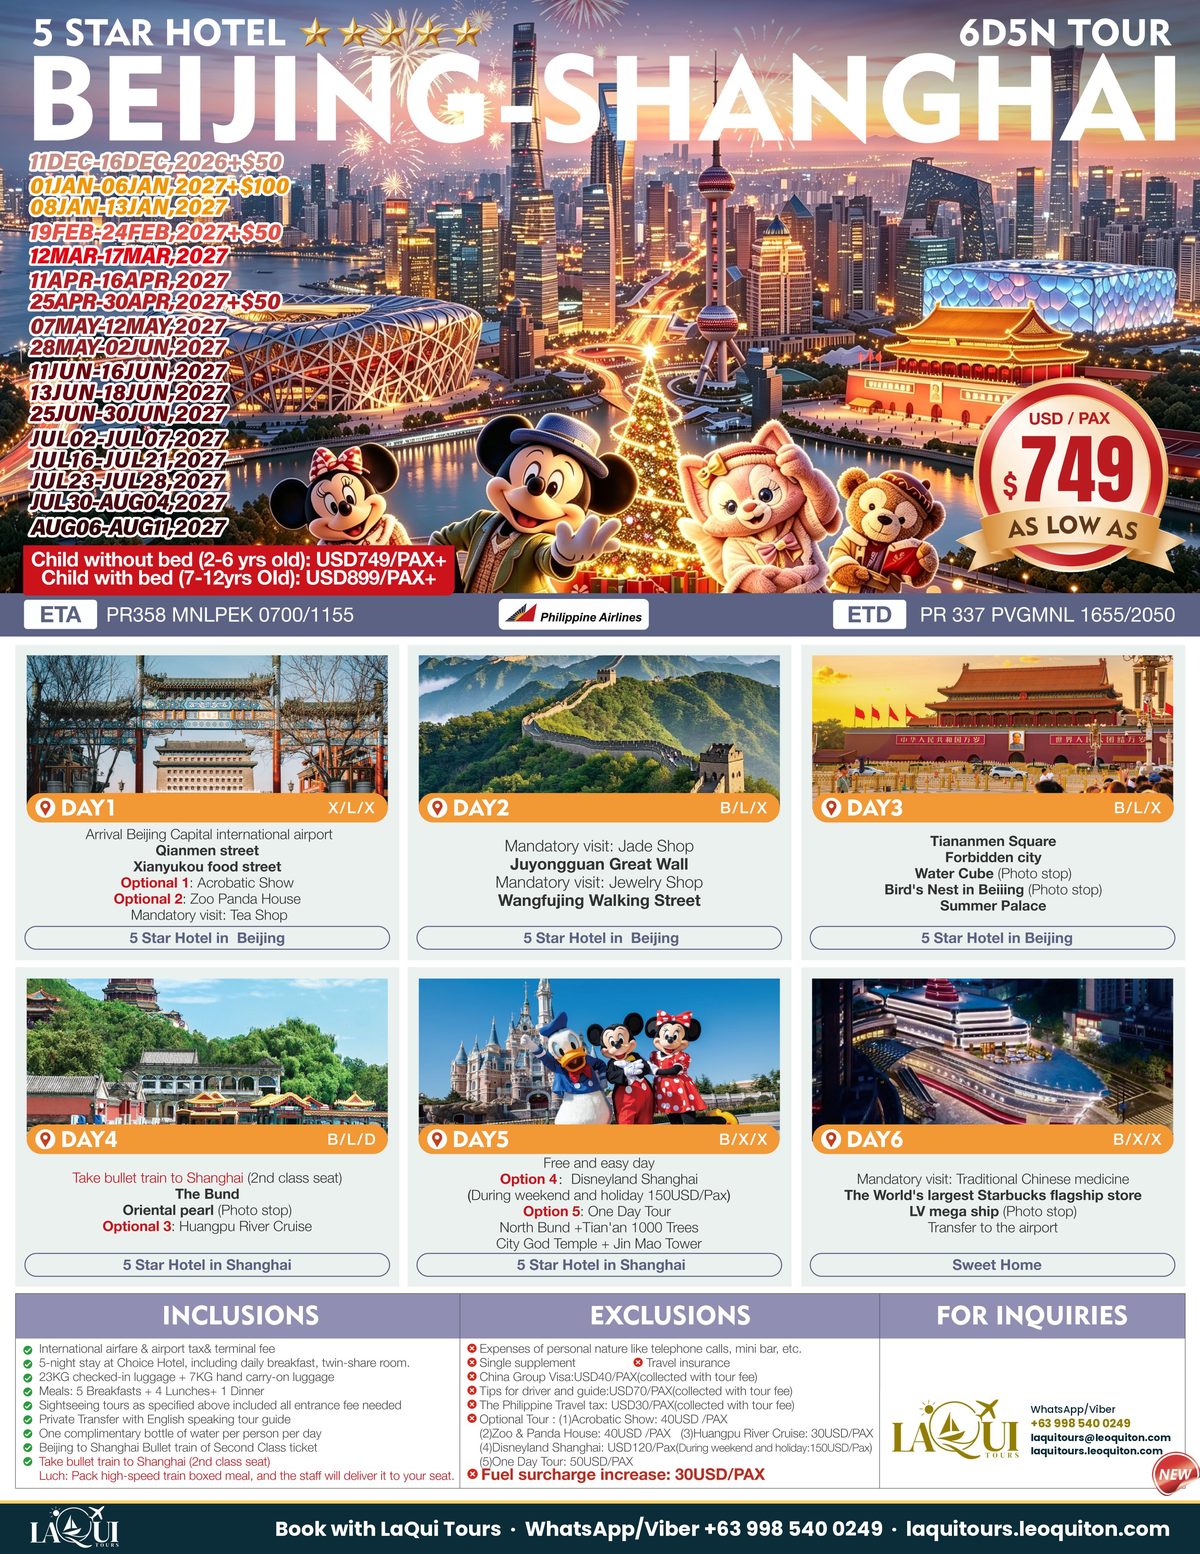 5 STAR HOTEL
6D5N TOUR
BEIJING-SHANGHAI
11DEC-16DEC,2026+$50
01JAN-06JAN,2027+$100
08JAN-13JAN,2027
19FEB-24FEB,2027+$50
12MAR-17MAR,2027
11APR-16APR,2027
25APR-30APR,2027+$50
07MAY-12MAY,2027
28MAY-02JUN,2027
11JUN-16JUN,2027
13JUN-18JUN,2027
25JUN-30JUN,2027
JUL02-JUL07,2027
JUL16- JUL21,2027
JUL23-JUL28,2027
JUL30-AUG04,2027
AUG06-AUG11,2027
USD / PAX
$749
AS LOW AS
Child without bed (2-6 yrs old): USD749/PAX+
Child with bed (7-12yrs Old): USD899/PAX+
ETA PR358 MNLPEK 0700/1155
Philippine Airlines
ETD PR 337 PVGMNL 1655/2050
DAY1 X/L/X
Arrival Beijing Capital international airport
Qianmen street
Xianyukou food street
Optional 1: Acrobatic Show
Optional 2: Zoo Panda House
Mandatory visit: Tea Shop
5 Star Hotel in Beijing
DAY2 B/L/X
Mandatory visit: Jade Shop
Juyongguan Great Wall
Mandatory visit: Jewelry Shop
Wangfujing Walking Street
5 Star Hotel in Beijing
中华人民共和国万岁
世界人民大团结万岁
DAY3 B/L/X
Tiananmen Square
Forbidden city
Water Cube (Photo stop)
Bird's Nest in Beiiing (Photo stop)
Summer Palace
5 Star Hotel in Beijing
DAY4 B/L/D
Take bullet train to Shanghai (2nd class seat)
The Bund
Oriental pearl (Photo stop)
Optional 3: Huangpu River Cruise
5 Star Hotel in Shanghai
DAY5 B/X/X
Free and easy day
Option 4: Disneyland Shanghai
(During weekend and holiday 150USD/Pax)
Option 5: One Day Tour
North Bund +Tian'an 1000 Trees
City God Temple + Jin Mao Tower
5 Star Hotel in Shanghai
DAY6 B/X/X
Mandatory visit: Traditional Chinese medicine
The World's largest Starbucks flagship store
LV mega ship (Photo stop)
Transfer to the airport
Sweet Home
INCLUSIONS
International airfare & airport tax& terminal fee
5-night stay at Choice Hotel, including daily breakfast, twin-share room.
23KG checked-in luggage + 7KG hand carry-on luggage
Meals: 5 Breakfasts + 4 Lunches+ 1 Dinner
Sightseeing tours as specified above included all entrance fee needed
Private Transfer with English speaking tour guide
One complimentary bottle of water per person per day
Beijing to Shanghai Bullet train of Second Class ticket
Take bullet train to Shanghai (2nd class seat)
Luch: Pack high-speed train boxed meal, and the staff will deliver it to your seat.
EXCLUSIONS
Expenses of personal nature like telephone calls, mini bar, etc.
Single supplement Travel insurance
China Group Visa:USD40/PAX(collected with tour fee)
Tips for driver and guide:USD70/PAX(collected with tour fee)
The Philippine Travel tax: USD30/PAX(collected with tour fee)
Optional Tour : (1)Acrobatic Show: 40USD /PAX
(2)Zoo & Panda House: 40USD /PAX (3)Huangpu River Cruise: 30USD/PAX
(4)Disneyland Shanghai: USD120/Pax(During weekend and holiday:150USD/Pax)
(5)One Day Tour: 50USD/PAX
Fuel surcharge increase: 30USD/PAX
FOR INQUIRIES
LAQUI
TOURS
WhatsApp/Viber
+63 998 540 0249
laquitours@leoquiton.com
laquitours.leoquiton.com
NEW
LAQUI
TOURS
Book with LaQui Tours · WhatsApp/Viber +63 998 540 0249 · laquitours.leoquiton.com